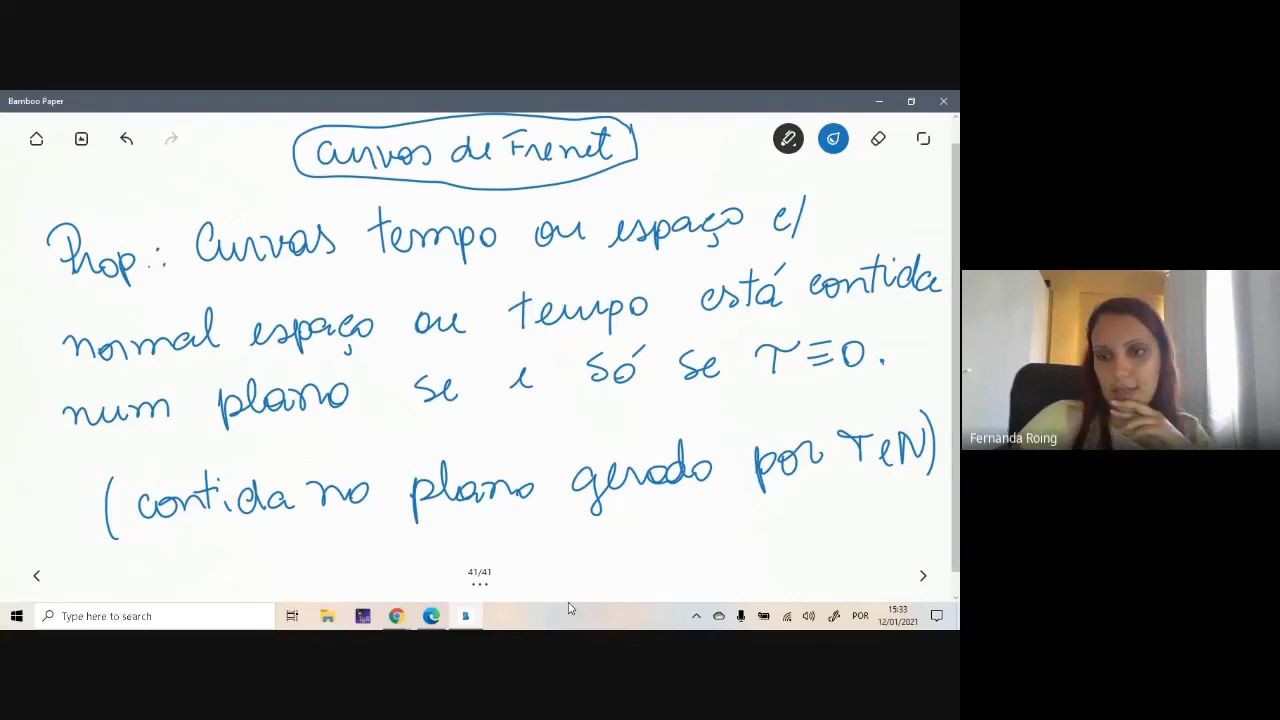 Bamboo Paper
Curvas de Frenet
Prop.: Curvas tempo ou espaço c/
normal espaço ou tempo está contida
num plano se e só se τ≡0.
(contida no plano gerado por T e N)
Fernanda Roing
41/41
Type here to search
POR
15:33
12/01/2021